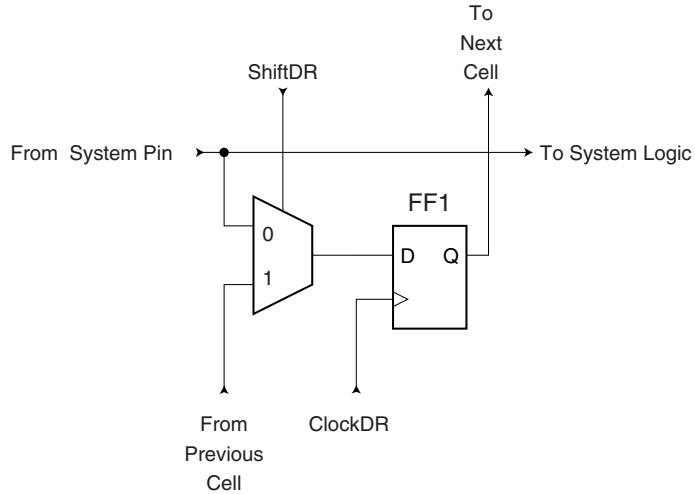 To
Next
Cell
ShiftDR
From System Pin
To System Logic
FF1
0
D Q
1
From
Previous
Cell
ClockDR